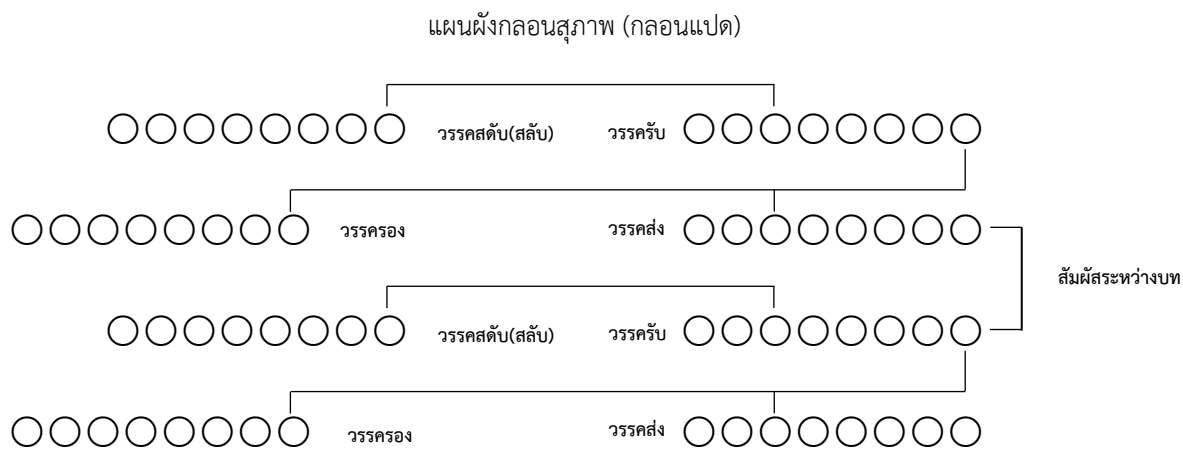 แผนผังกลอนสุภาพ (กลอนแปด)
วรรคสดับ(สลับ) วรรครับ
วรรครอง วรรคส่ง
สัมผัสระหว่างบท
วรรคสดับ(สลับ) วรรครับ
วรรครอง วรรคส่ง